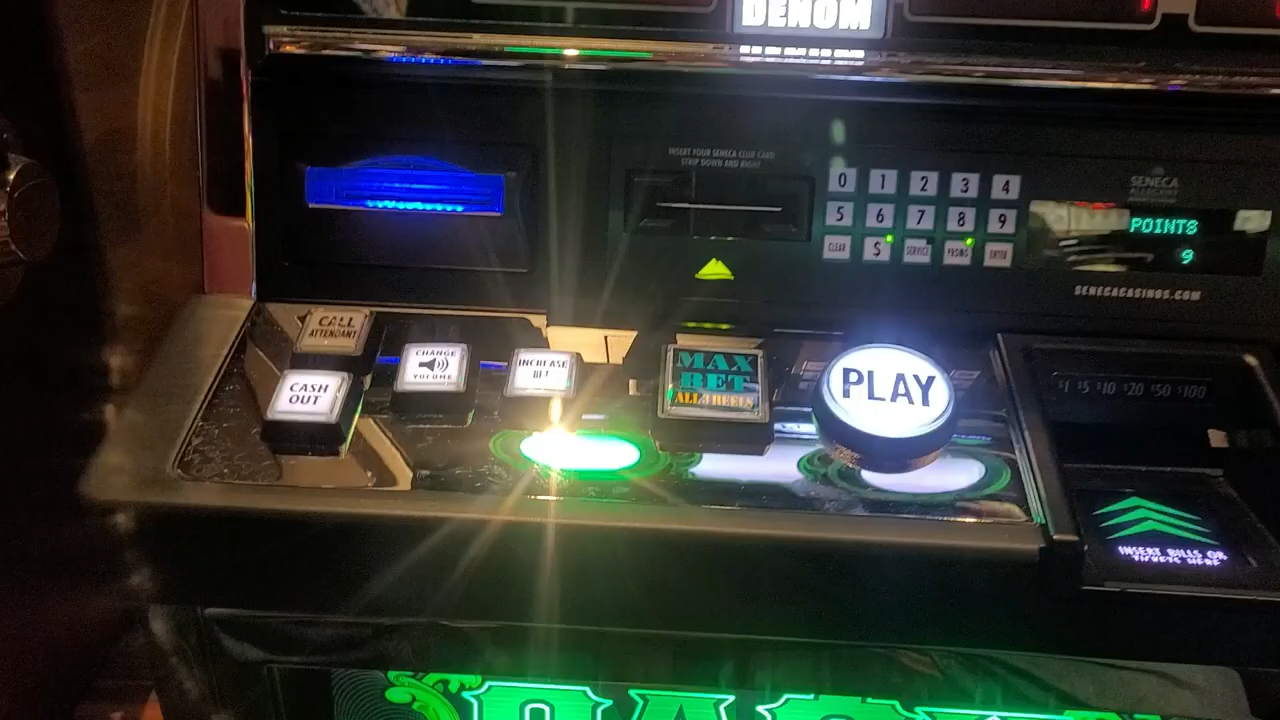 DENOM
INSERT YOUR SENECA CLUB CARD
STRIP DOWN AND RIGHT
0 1 2 3 4
5 6 7 8 9
CLEAR $ SERVICE PROMO ENTER
SENECA
ALLEGANY
POINTS
9
SENECACASINOS.COM
CALL
ATTENDANT
CASH
OUT
CHANGE
VOLUME
INCREASE
BET
MAX
BET
ALL 3 REELS
PLAY
$1 $5 $10 $20 $50 $100
INSERT BILLS OR
TICKETS HERE